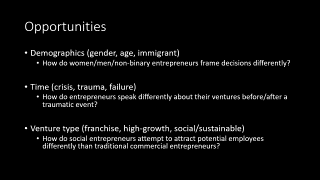 Opportunities
• Demographics (gender, age, immigrant)
• How do women/men/non-binary entrepreneurs frame decisions differently?
• Time (crisis, trauma, failure)
• How do entrepreneurs speak differently about their ventures before/after a
traumatic event?
• Venture type (franchise, high-growth, social/sustainable)
• How do social entrepreneurs attempt to attract potential employees
differently than traditional commercial entrepreneurs?